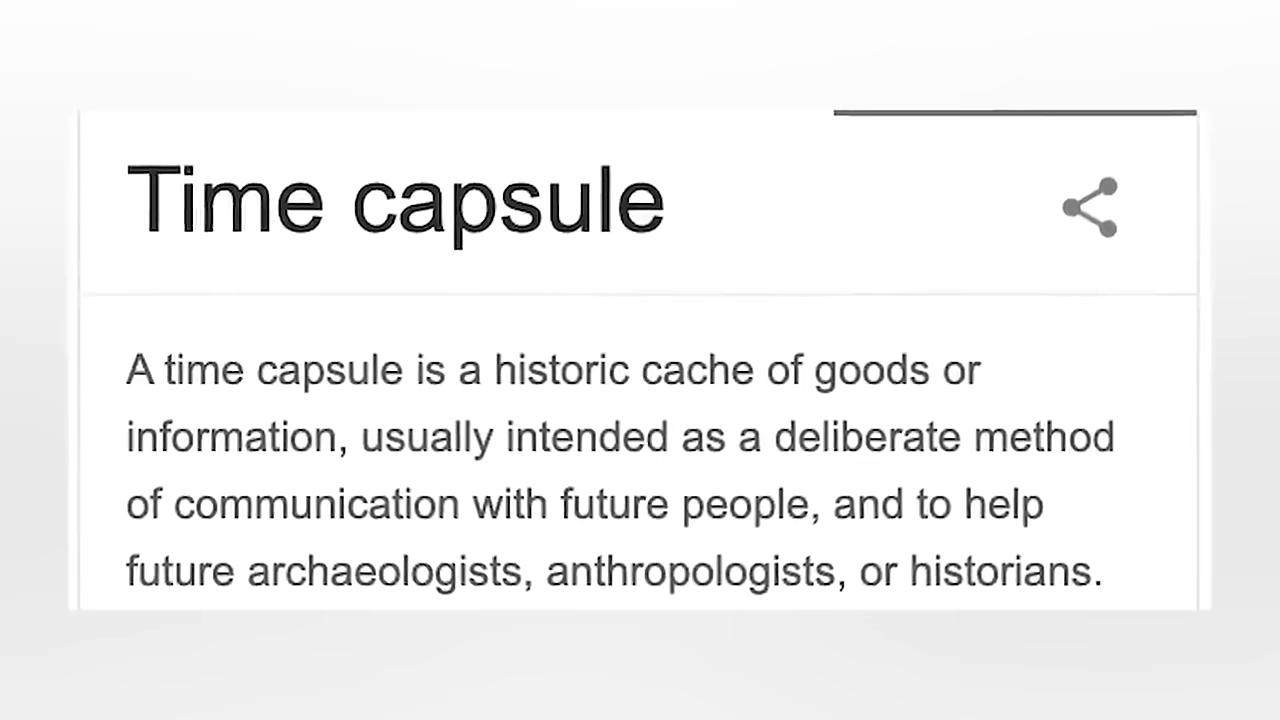 Time capsule
A time capsule is a historic cache of goods or
information, usually intended as a deliberate method
of communication with future people, and to help
future archaeologists, anthropologists, or historians.